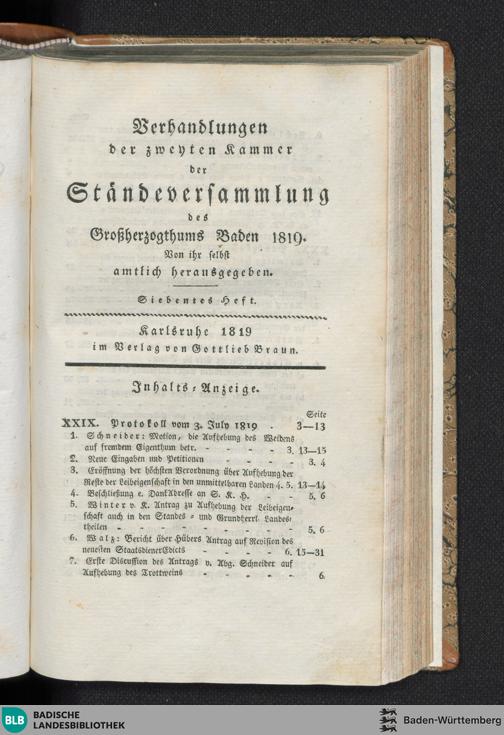 Verhandlungen
der zweyten Kammer
der
Ständeversammlung
des
Großherzogthums Baden 1819.
Von ihr selbst
amtlich herausgegeben.
Siebentes Heft.
Karlsruhe 1819
im Verlag von Gottlieb Braun.
Inhalts-Anzeige.
Seite
XXIX. Protokoll vom 3. July 1819 - 3—13
1. Schneider: Motion, die Aufhebung des Weidens
auf fremdem Eigenthum betr. - - - - 3. 13—15
2. Neue Eingaben und Petitionen - - - - 3. 4
3. Eröffnung der höchsten Verordnung über Aufhebung der
Reste der Leibeigenschaft in den unmittelbaren Landen 4. 5. 13—14
4. Beschließung e. DankAdresse an S. K. H. - - 5. 6
5. Winter v. K. Antrag zu Aufhebung der Leibeigen-
schaft auch in den Standes- und Grundherrl. Landes-
theilen - - - - - - - 5. 6
6. Walz: Bericht über Hübers Antrag auf Revision des
neuesten StaatsdienerEdicts - - - - 6. 15—31
7. Erste Discussion des Antrags v. Abg. Schneider auf
Aufhebung des Trottweins - - - - 6.
BLB BADISCHE
LANDESBIBLIOTHEK
Baden-Württemberg